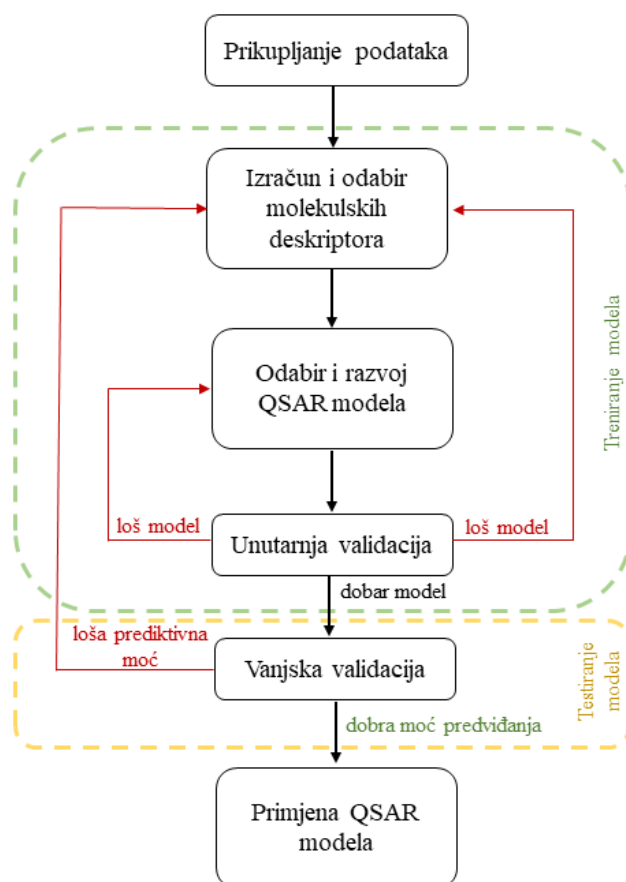 Prikupljanje podataka
Izračun i odabir
molekulskih
deskriptora
Odabir i razvoj
QSAR modela
Treniranje modela
loš model
Unutarnja validacija
loš model
dobar model
loša prediktivna
moć
Vanjska validacija
Testiranje
modela
dobra moć predviđanja
Primjena QSAR
modela